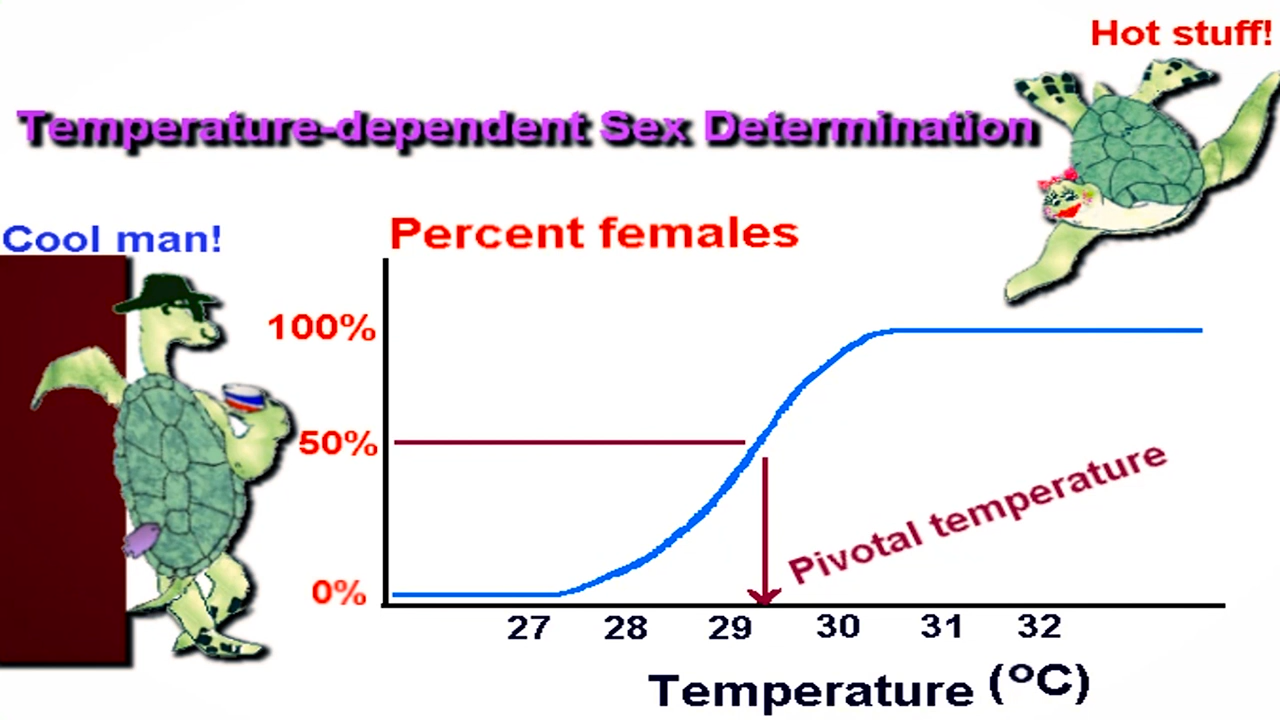 Hot stuff!
Temperature-dependent Sex Determination
Cool man!
Percent females
100%
50%
Pivotal temperature
0%
27 28 29 30 31 32
Temperature (ºC)